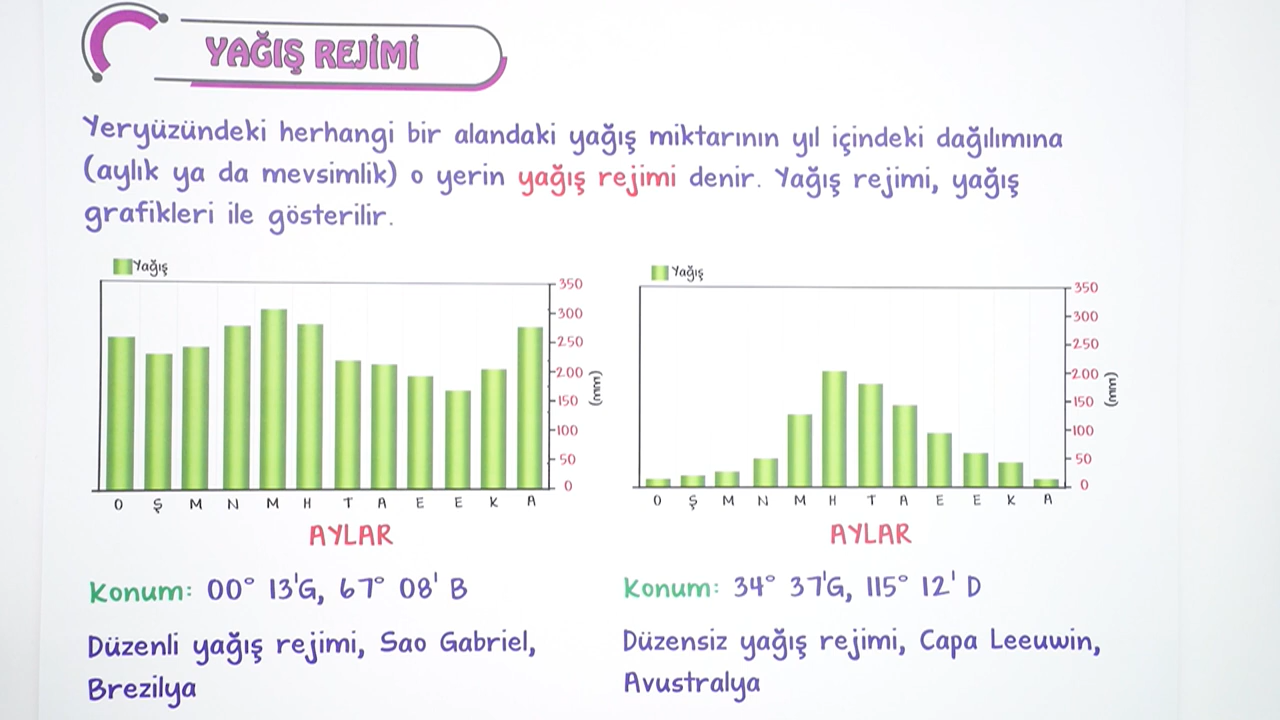 YAĞIŞ REJİMİ
Yeryüzündeki herhangi bir alandaki yağış miktarının yıl içindeki dağılımına
(aylık ya da mevsimlik) o yerin yağış rejimi denir. Yağış rejimi, yağış
grafikleri ile gösterilir.
Yağış
350
300
250
200
150
100
50
0
(mm)
O Ş M N M H T A E E K A
AYLAR
Konum: 00° 13'G, 67° 08' B
Düzenli yağış rejimi, Sao Gabriel,
Brezilya
Yağış
350
300
250
200
150
100
50
0
(mm)
O Ş M N M H T A E E K A
AYLAR
Konum: 34° 37'G, 115° 12' D
Düzensiz yağış rejimi, Capa Leeuwin,
Avustralya